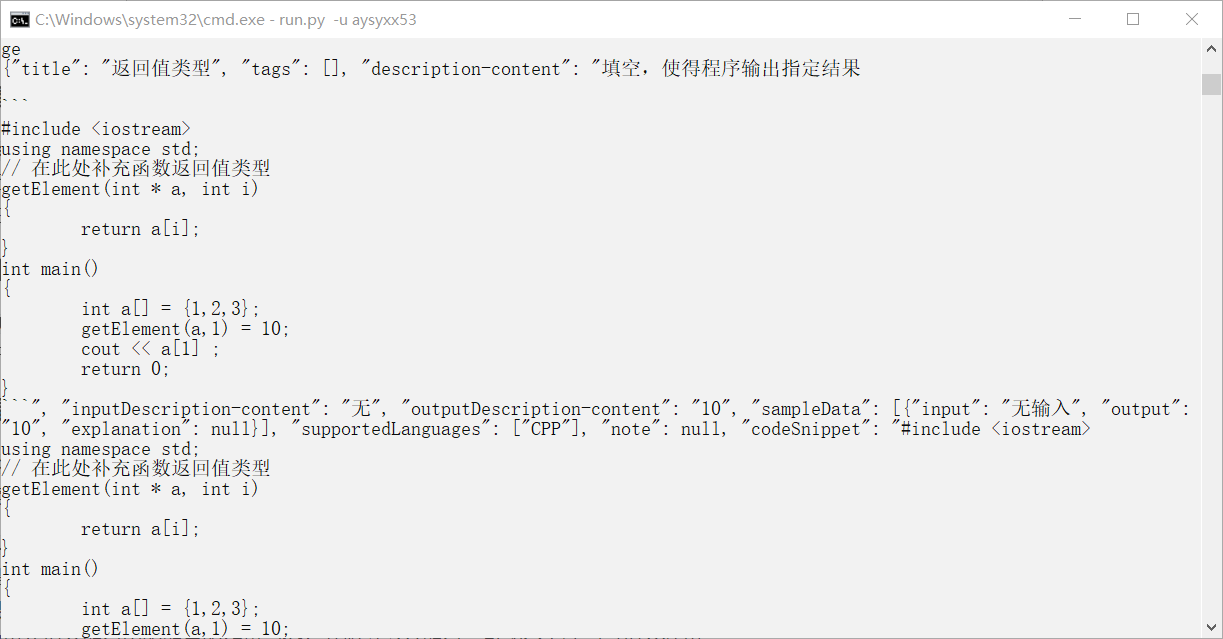 C:\Windows\system32\cmd.exe - run.py  -u aysyxx53
ge
{"title": "返回值类型", "tags": [], "description-content": "填空，使得程序输出指定结果
```
#include <iostream>
using namespace std;
// 在此处补充函数返回值类型
getElement(int * a, int i)
{
        return a[i];
}
int main()
{
        int a[] = {1,2,3};
        getElement(a,1) = 10;
        cout << a[1] ;
        return 0;
}
```", "inputDescription-content": "无", "outputDescription-content": "10", "sampleData": [{"input": "无输入", "output":
"10", "explanation": null}], "supportedLanguages": ["CPP"], "note": null, "codeSnippet": "#include <iostream>
using namespace std;
// 在此处补充函数返回值类型
getElement(int * a, int i)
{
        return a[i];
}
int main()
{
        int a[] = {1,2,3};
        getElement(a,1) = 10;